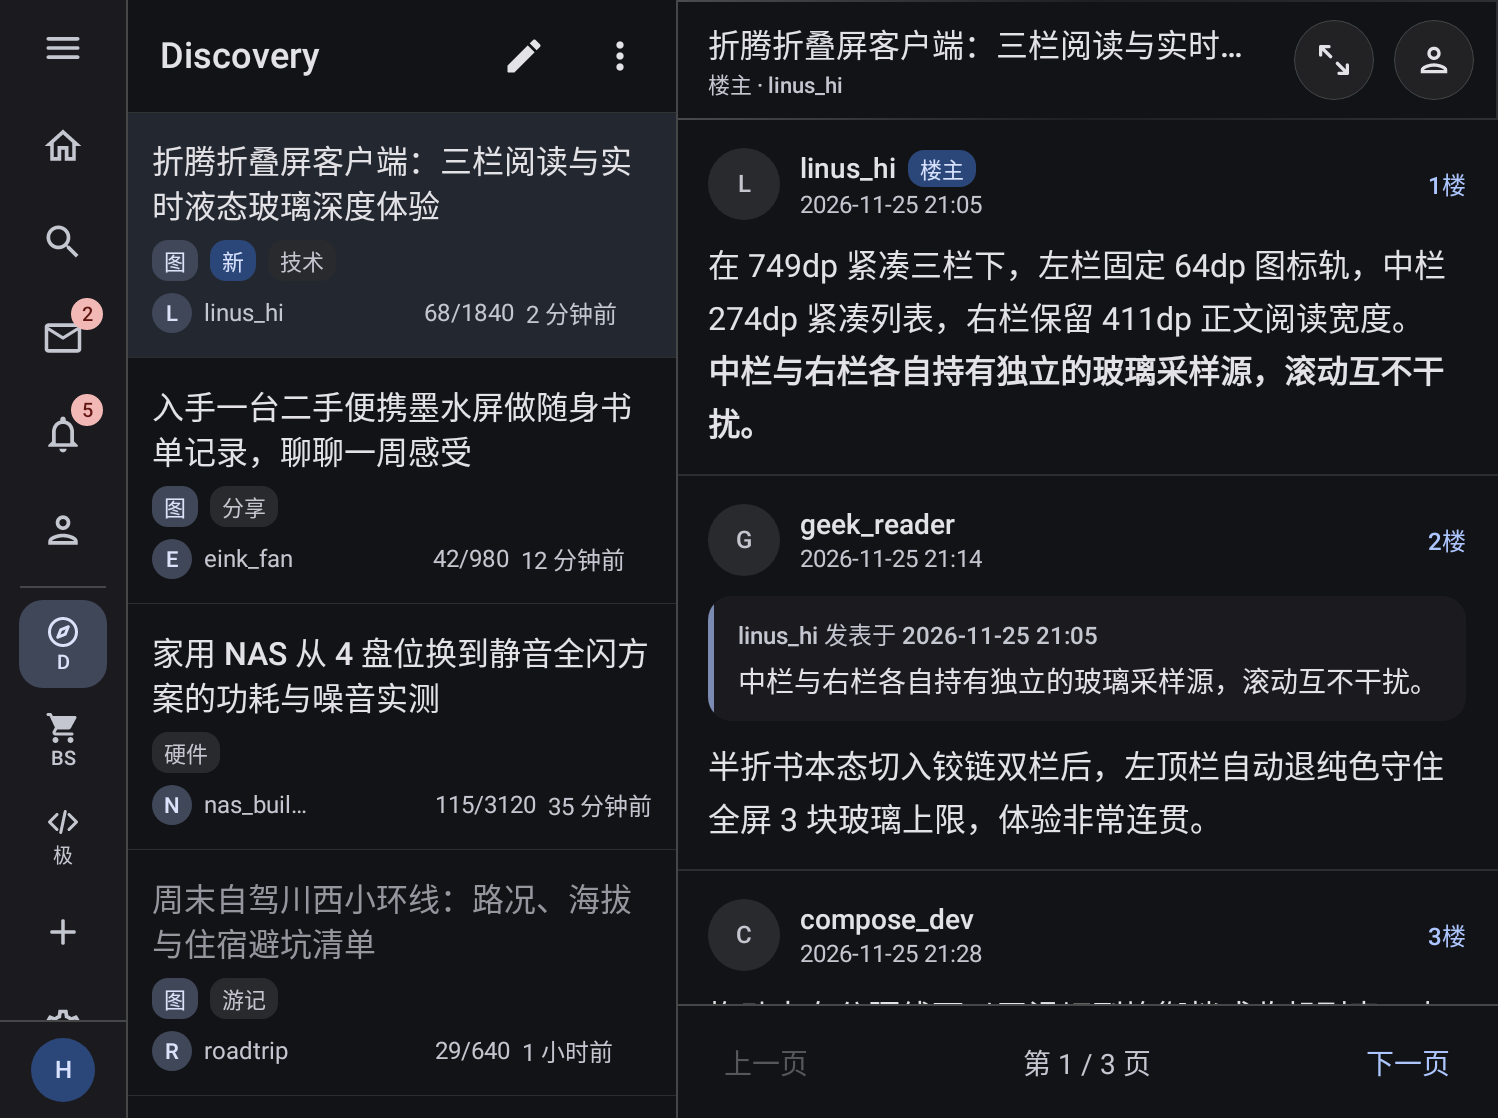 2
5
D
BS
极
H
Discovery
折腾折叠屏客户端：三栏阅读与实
时液态玻璃深度体验
图 新 技术
L linus_hi 68/1840 2 分钟前
入手一台二手便携墨水屏做随身书
单记录，聊聊一周感受
图 分享
E eink_fan 42/980 12 分钟前
家用 NAS 从 4 盘位换到静音全闪方
案的功耗与噪音实测
硬件
N nas_buil... 115/3120 35 分钟前
周末自驾川西小环线：路况、海拔
与住宿避坑清单
图 游记
R roadtrip 29/640 1 小时前
折腾折叠屏客户端：三栏阅读与实时...
楼主 · linus_hi
L linus_hi 楼主 1楼
2026-11-25 21:05
在 749dp 紧凑三栏下，左栏固定 64dp 图标轨，中栏
274dp 紧凑列表，右栏保留 411dp 正文阅读宽度。
中栏与右栏各自持有独立的玻璃采样源，滚动互不干
扰。
G geek_reader 2楼
2026-11-25 21:14
linus_hi 发表于 2026-11-25 21:05
中栏与右栏各自持有独立的玻璃采样源，滚动互不干扰。
半折书本态切入铰链双栏后，左顶栏自动退纯色守住
全屏 3 块玻璃上限，体验非常连贯。
C compose_dev 3楼
2026-11-25 21:28
上一页 第 1 / 3 页 下一页